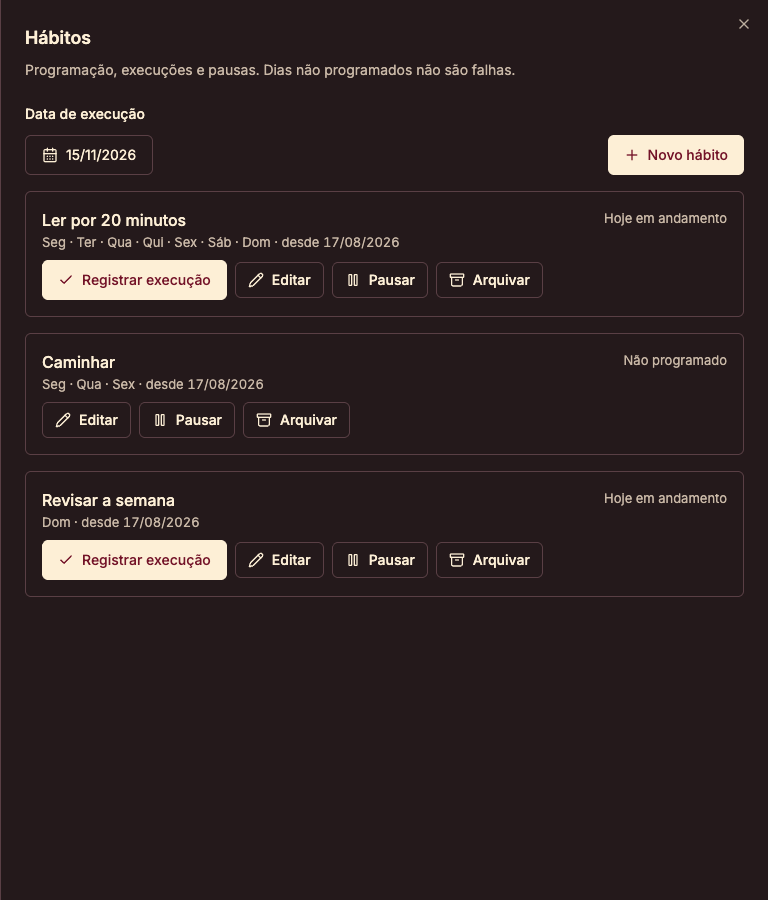 Hábitos
Programação, execuções e pausas. Dias não programados não são falhas.
Data de execução
15/11/2026
Novo hábito
Ler por 20 minutos
Hoje em andamento
Seg · Ter · Qua · Qui · Sex · Sáb · Dom · desde 17/08/2026
Registrar execução
Editar
Pausar
Arquivar
Caminhar
Não programado
Seg · Qua · Sex · desde 17/08/2026
Editar
Pausar
Arquivar
Revisar a semana
Hoje em andamento
Dom · desde 17/08/2026
Registrar execução
Editar
Pausar
Arquivar